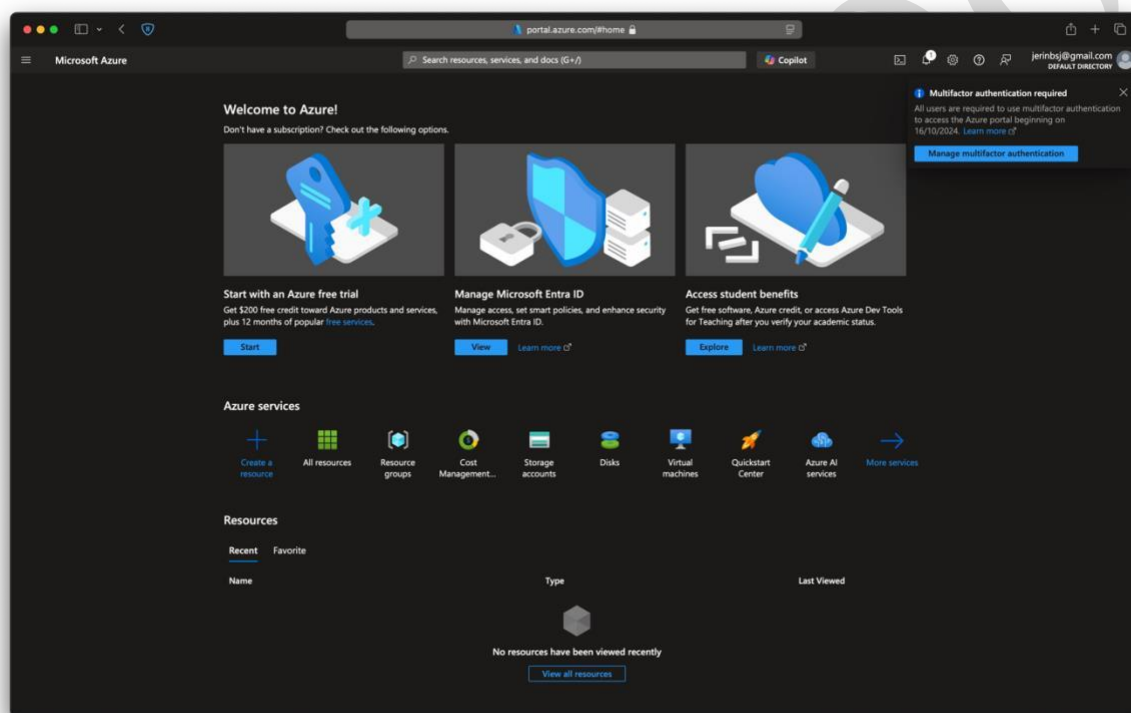 portal.azure.com/#home
Microsoft Azure
Search resources, services, and docs (G+/)
Copilot
1
jerinbsj@gmail.com
DEFAULT DIRECTORY
Multifactor authentication required
All users are required to use multifactor authentication
to access the Azure portal beginning on
16/10/2024. Learn more
Manage multifactor authentication
Welcome to Azure!
Don't have a subscription? Check out the following options.
Start with an Azure free trial
Get $200 free credit toward Azure products and services,
plus 12 months of popular free services.
Start
Manage Microsoft Entra ID
Manage access, set smart policies, and enhance security
with Microsoft Entra ID.
View Learn more
Access student benefits
Get free software, Azure credit, or access Azure Dev Tools
for Teaching after you verify your academic status.
Explore Learn more
Azure services
Create a
resource
All resources
Resource
groups
Cost
Management...
Storage
accounts
Disks
Virtual
machines
Quickstart
Center
Azure AI
services
More services
Resources
Recent Favorite
Name Type Last Viewed
No resources have been viewed recently
View all resources